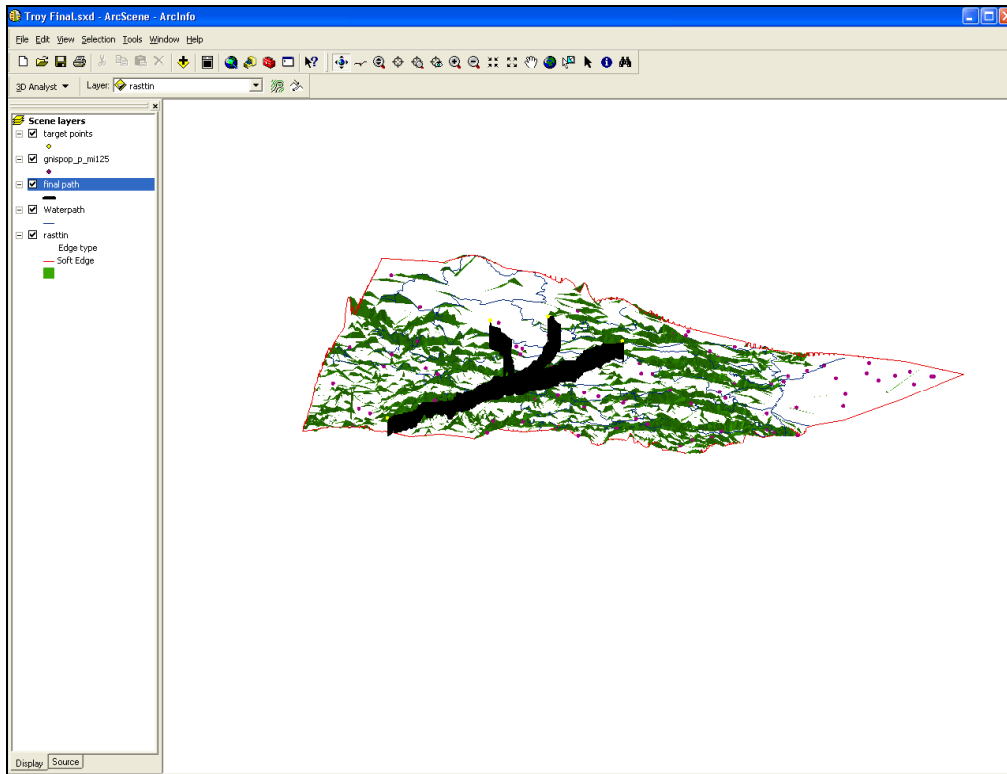 Troy Final.sxd - ArcScene - ArcInfo
File Edit View Selection Tools Window Help
3D Analyst Layer: rasttin
Scene layers
target points
gnispop_p_mi125
final path
Waterpath
rasttin
Edge type
Soft Edge
Display Source